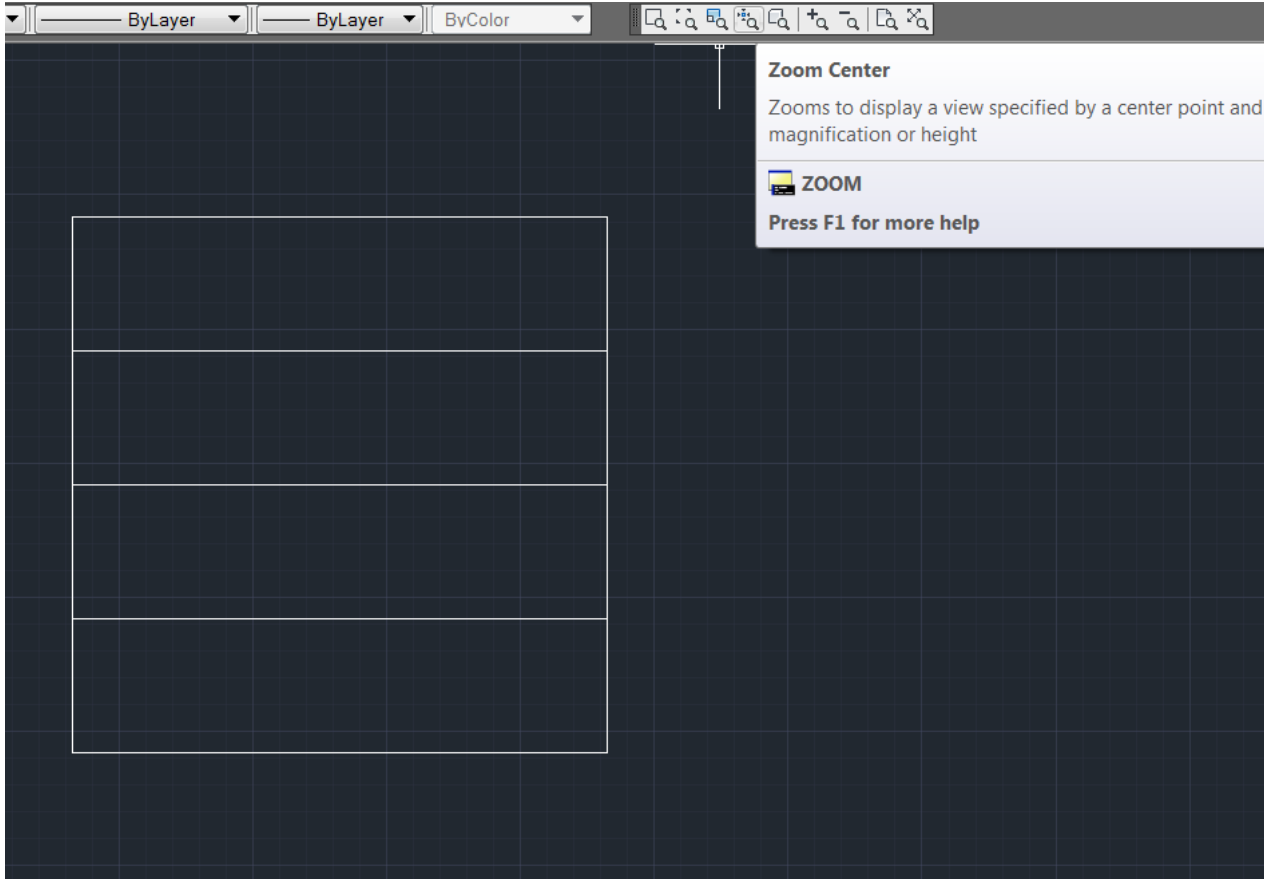 ByLayer
ByLayer
ByColor
Zoom Center
Zooms to display a view specified by a center point and
magnification or height
ZOOM
Press F1 for more help